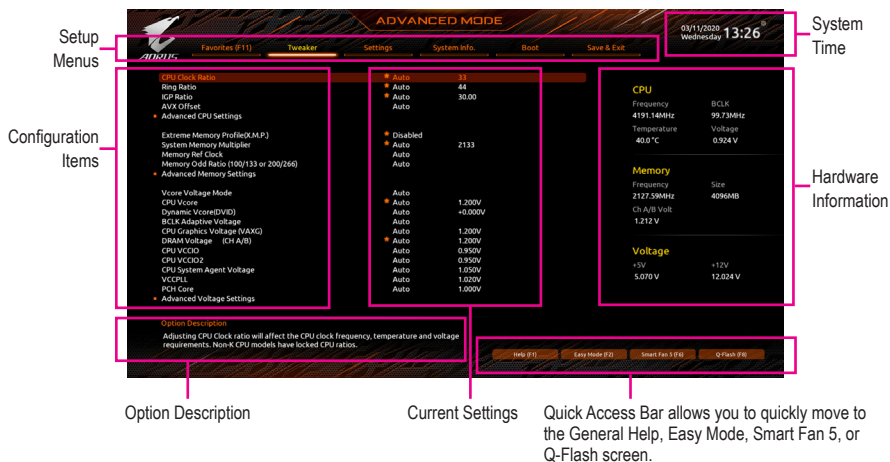 ADVANCED MODE
03/11/2020 13:26
Wednesday
System
Time
Setup
Menus
AORUS
Favorites (F11) Tweaker Settings System Info. Boot Save & Exit
Configuration
Items
CPU Clock Ratio Auto 33
Ring Ratio Auto 44
IGP Ratio Auto 30.00
AVX Offset Auto
Advanced CPU Settings
Extreme Memory Profile(X.M.P.) Disabled
System Memory Multiplier Auto 2133
Memory Ref Clock Auto
Memory Odd Ratio (100/133 or 200/266) Auto
Advanced Memory Settings
Vcore Voltage Mode Auto
CPU Vcore Auto 1.200V
Dynamic Vcore(DVID) Auto +0.000V
BCLK Adaptive Voltage Auto
CPU Graphics Voltage (VAXG) Auto 1.200V
DRAM Voltage (CH A/B) Auto 1.200V
CPU VCCIO Auto 0.950V
CPU VCCIO2 Auto 0.950V
CPU System Agent Voltage Auto 1.050V
VCCPLL Auto 1.020V
PCH Core Auto 1.000V
Advanced Voltage Settings
CPU
Frequency BCLK
4191.14MHz 99.73MHz
Temperature Voltage
40.0 °C 0.924 V
Memory
Frequency Size
2127.59MHz 4096MB
Ch A/B Volt
1.212 V
Voltage
+5V +12V
5.070 V 12.024 V
Hardware
Information
Option Description
Adjusting CPU Clock ratio will affect the CPU clock frequency, temperature and voltage
requirements. Non-K CPU models have locked CPU ratios.
Help (F1) Easy Mode (F2) Smart Fan 5 (F6) Q-Flash (F8)
Option Description
Current Settings
Quick Access Bar allows you to quickly move to
the General Help, Easy Mode, Smart Fan 5, or
Q-Flash screen.